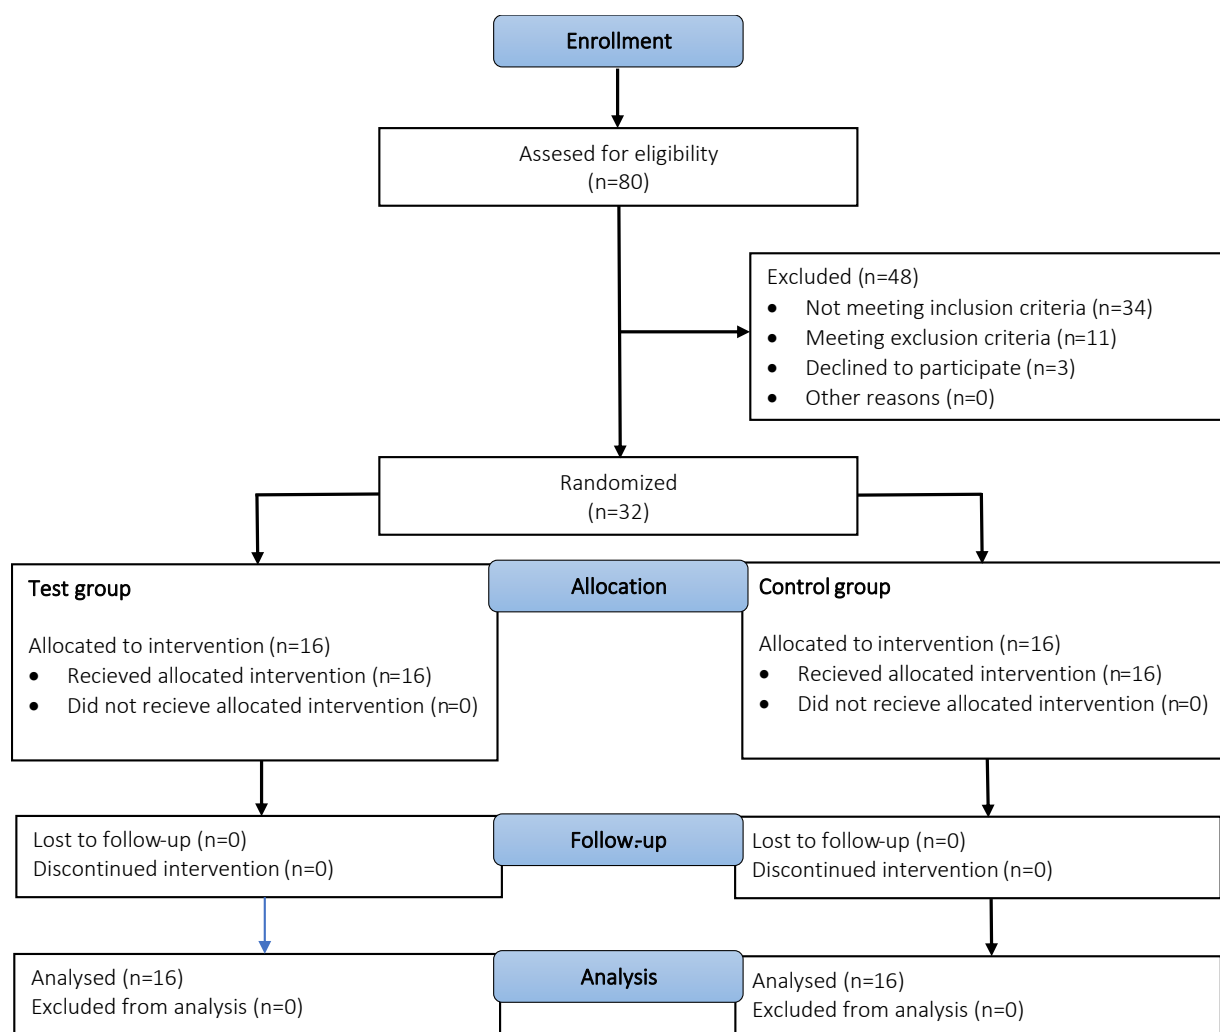 Enrollment
Assesed for eligibility
(n=80)
Excluded (n=48)
• Not meeting inclusion criteria (n=34)
• Meeting exclusion criteria (n=11)
• Declined to participate (n=3)
• Other reasons (n=0)
Randomized
(n=32)
Allocation
Test group
Allocated to intervention (n=16)
• Recieved allocated intervention (n=16)
• Did not recieve allocated intervention (n=0)
Control group
Allocated to intervention (n=16)
• Recieved allocated intervention (n=16)
• Did not recieve allocated intervention (n=0)
Follow-up
Lost to follow-up (n=0)
Discontinued intervention (n=0)
Lost to follow-up (n=0)
Discontinued intervention (n=0)
Analysis
Analysed (n=16)
Excluded from analysis (n=0)
Analysed (n=16)
Excluded from analysis (n=0)